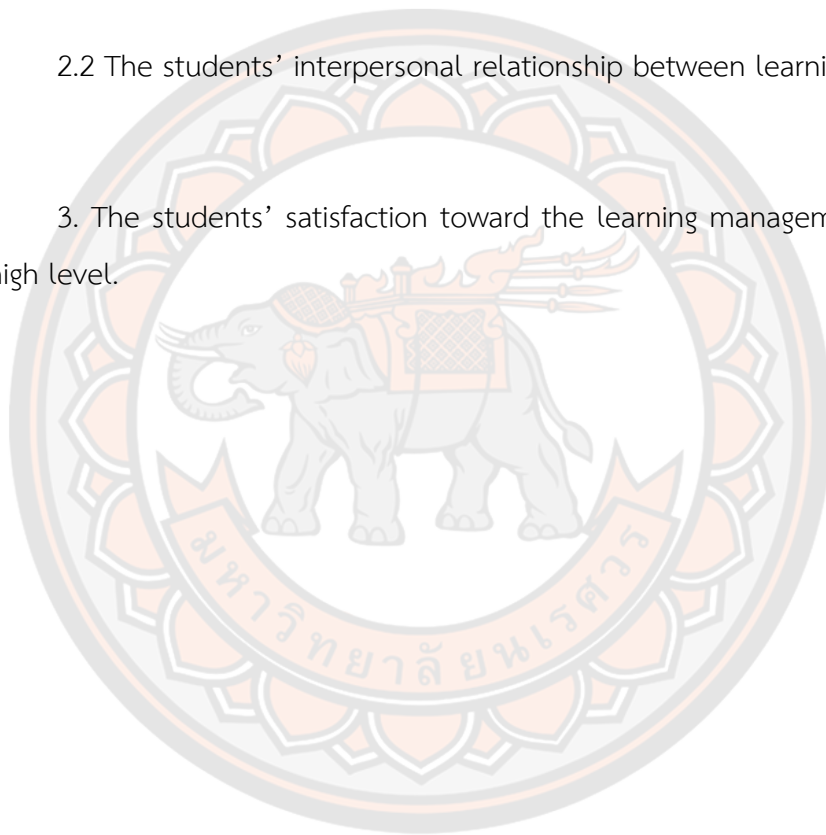 2.2 The students’ interpersonal relationship between learni
3. The students’ satisfaction toward the learning managem
igh level.
มหาวิทยาลัยนเรศวร